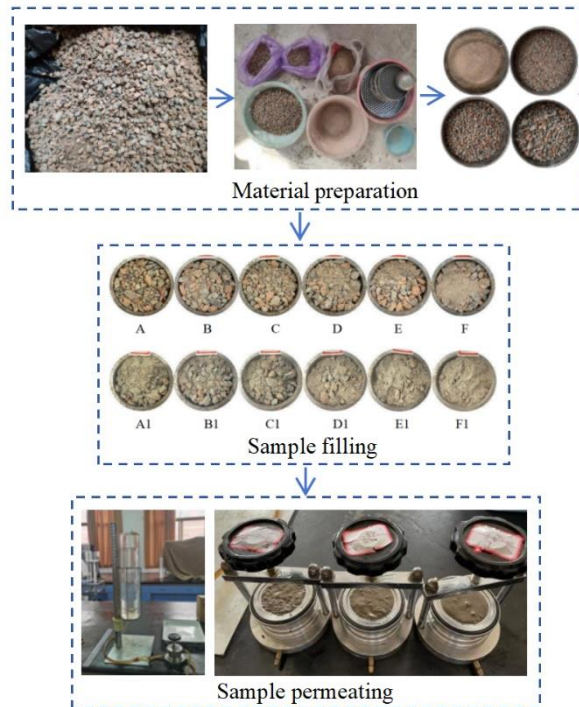 Material preparation
A B C D E F
A1 B1 C1 D1 E1 F1
Sample filling
Sample permeating